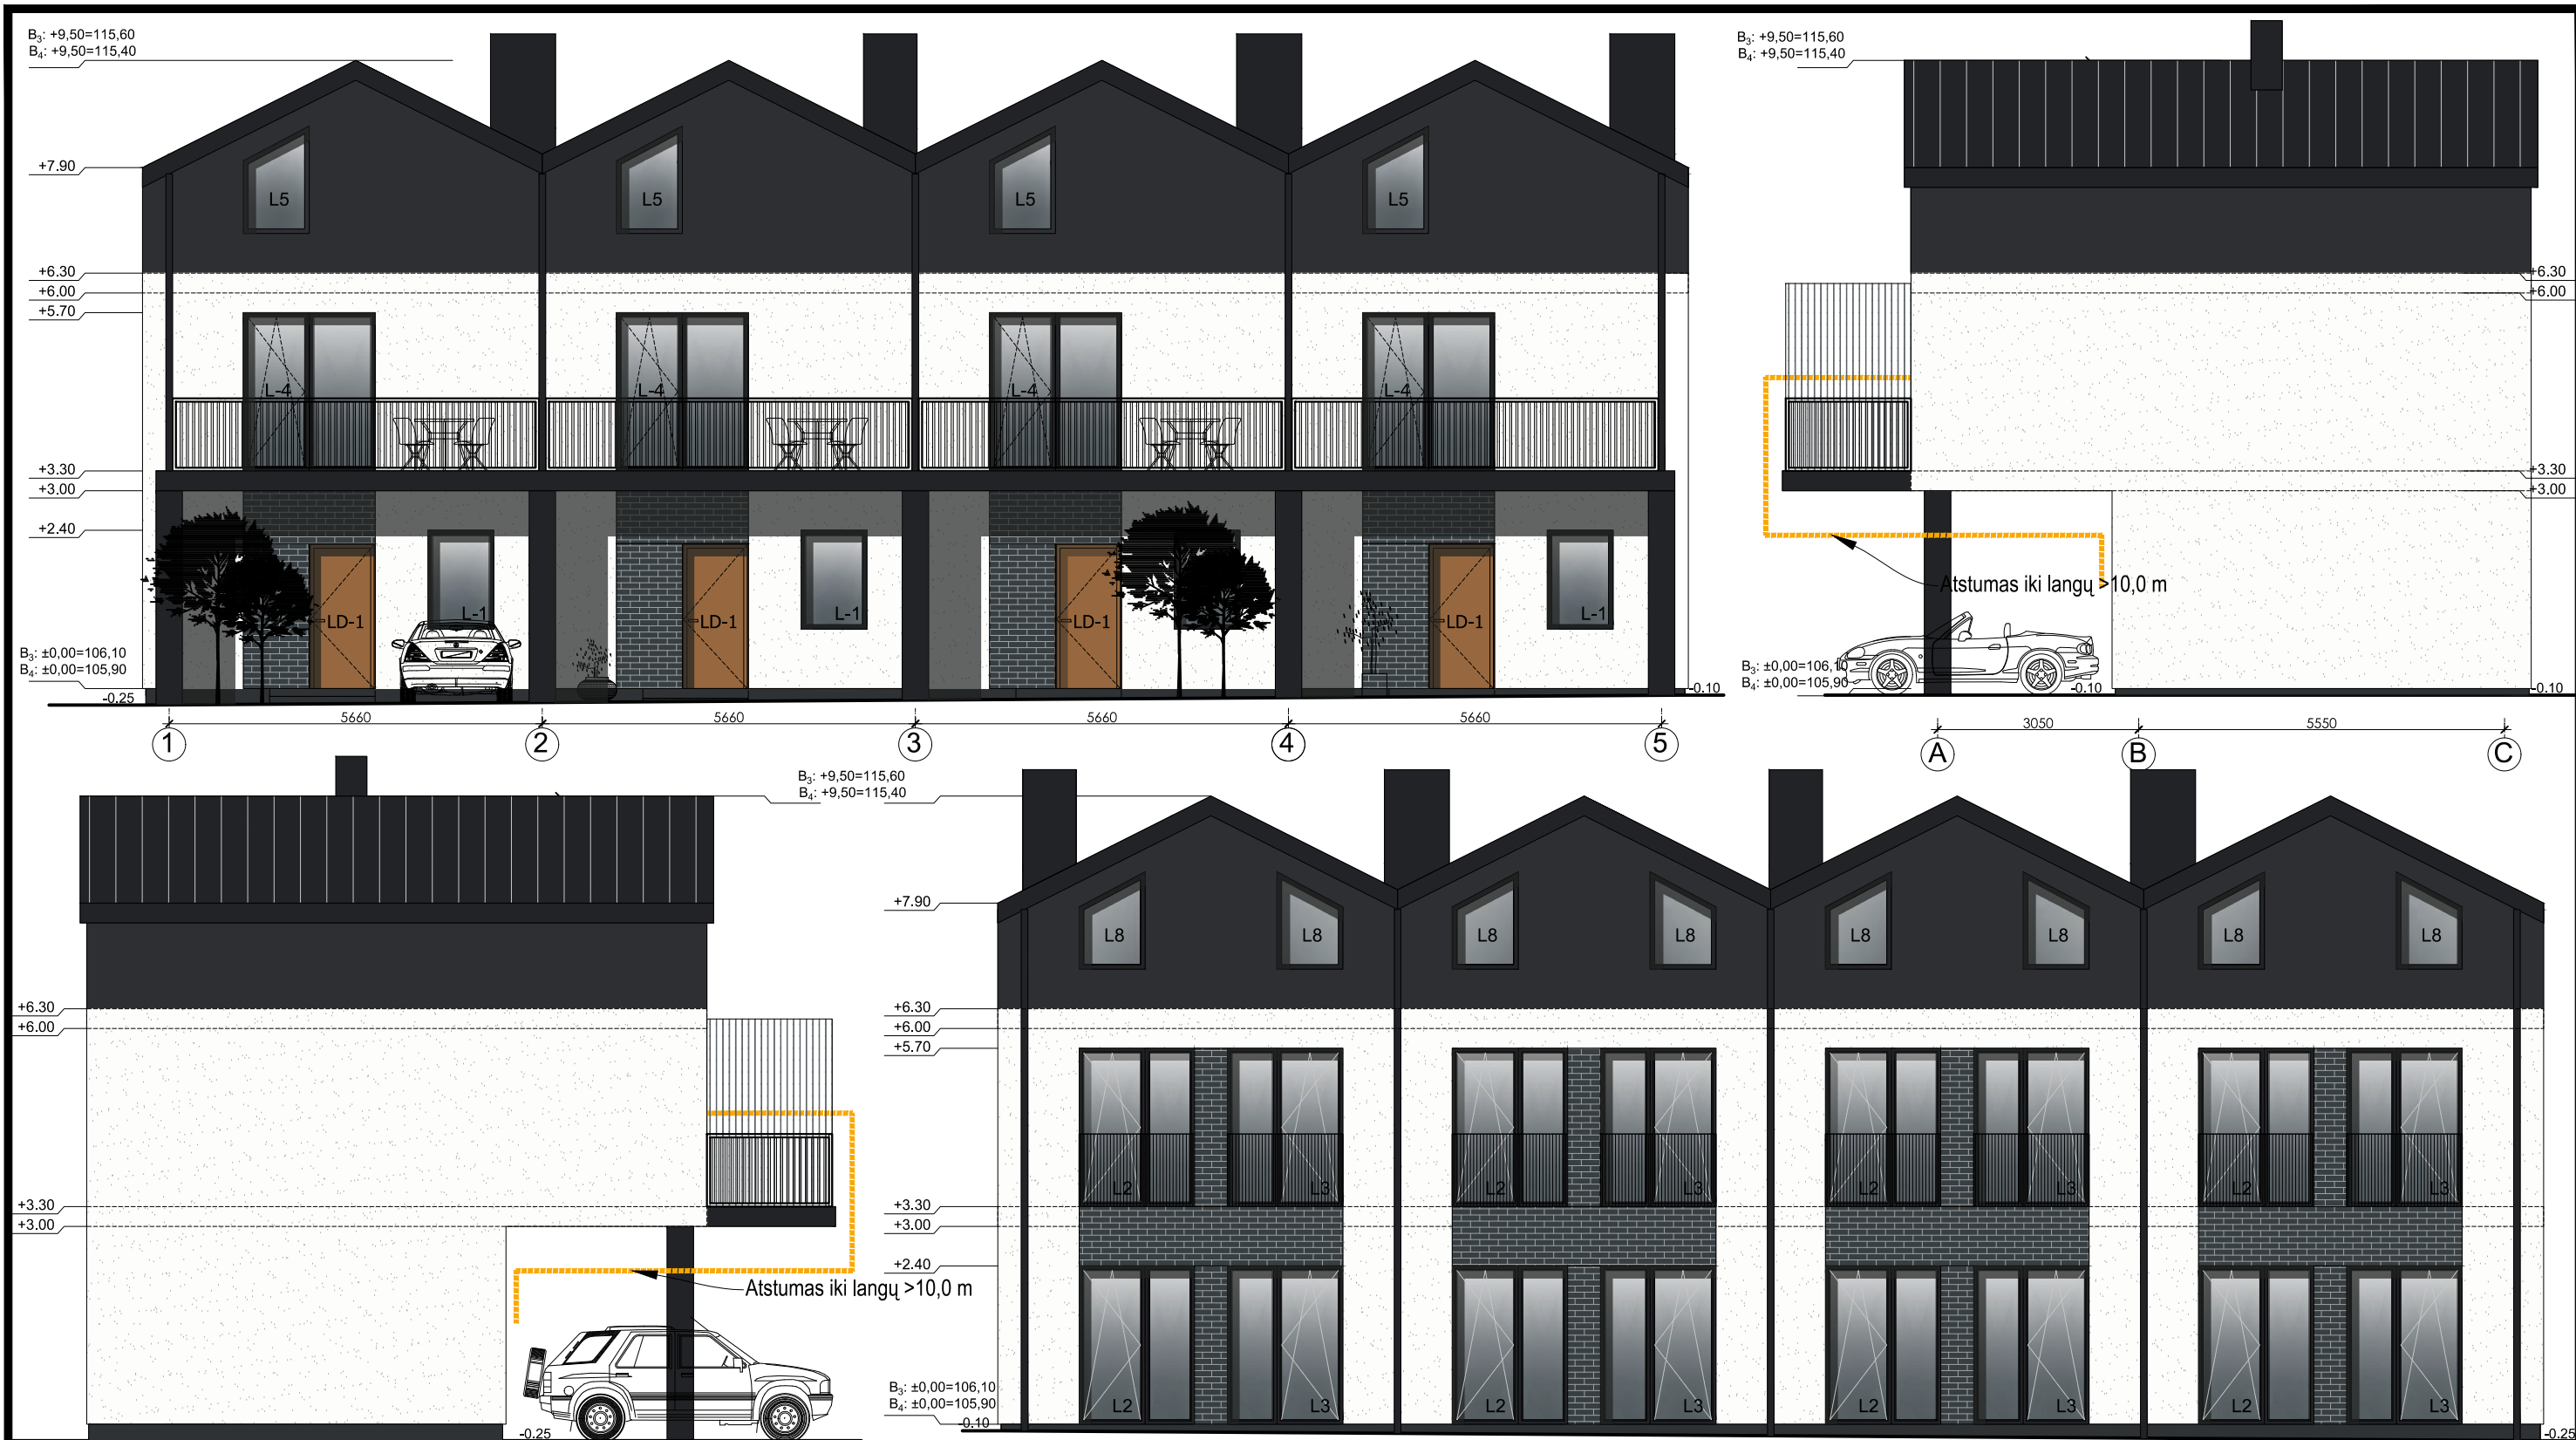 B₃: +9,50=115,60
B₄: +9,50=115,40
+7.90
+6.30
+6.00
+5.70
+3.30
+3.00
+2.40
B₃: ±0,00=106,10
B₄: ±0,00=105,90
-0.25
L5
L5
L5
L5
L-4
L-4
L-4
L-4
LD-1
L-1
LD-1
L-1
LD-1
LD-1
L-1
-0.10
5660
5660
5660
5660
1
2
3
4
5
B₃: +9,50=115,60
B₄: +9,50=115,40
+6.30
+6.00
+3.30
+3.00
Atstumas iki langų >10,0 m
B₃: ±0,00=106,10
B₄: ±0,00=105,90
-0.10
-0.10
3050
5550
A
B
C
B₃: +9,50=115,60
B₄: +9,50=115,40
+6.30
+6.00
+3.30
+3.00
Atstumas iki langų >10,0 m
-0.25
+7.90
+6.30
+6.00
+5.70
+3.30
+3.00
+2.40
B₃: ±0,00=106,10
B₄: ±0,00=105,90
-0.10
L8
L8
L8
L8
L8
L8
L8
L8
L2
L3
L2
L3
L2
L3
L2
L3
L2
L3
L2
L3
L2
L3
L2
L3
-0.25